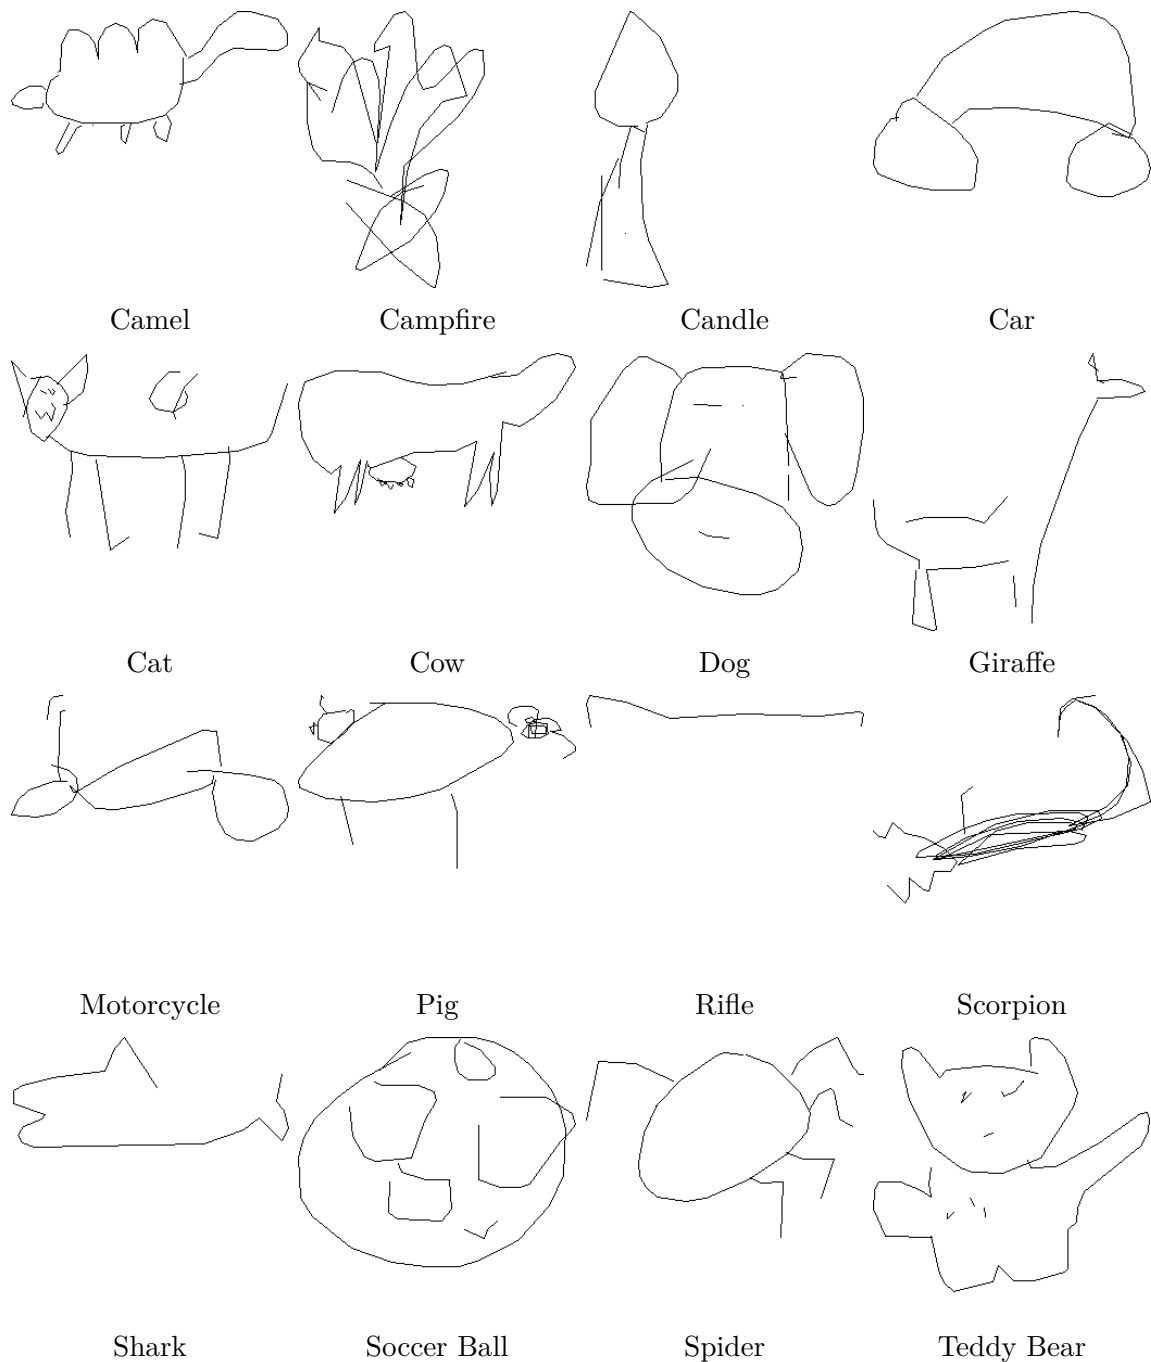 Camel Campfire Candle Car
Cat Cow Dog Giraffe
Motorcycle Pig Rifle Scorpion
Shark Soccer Ball Spider Teddy Bear